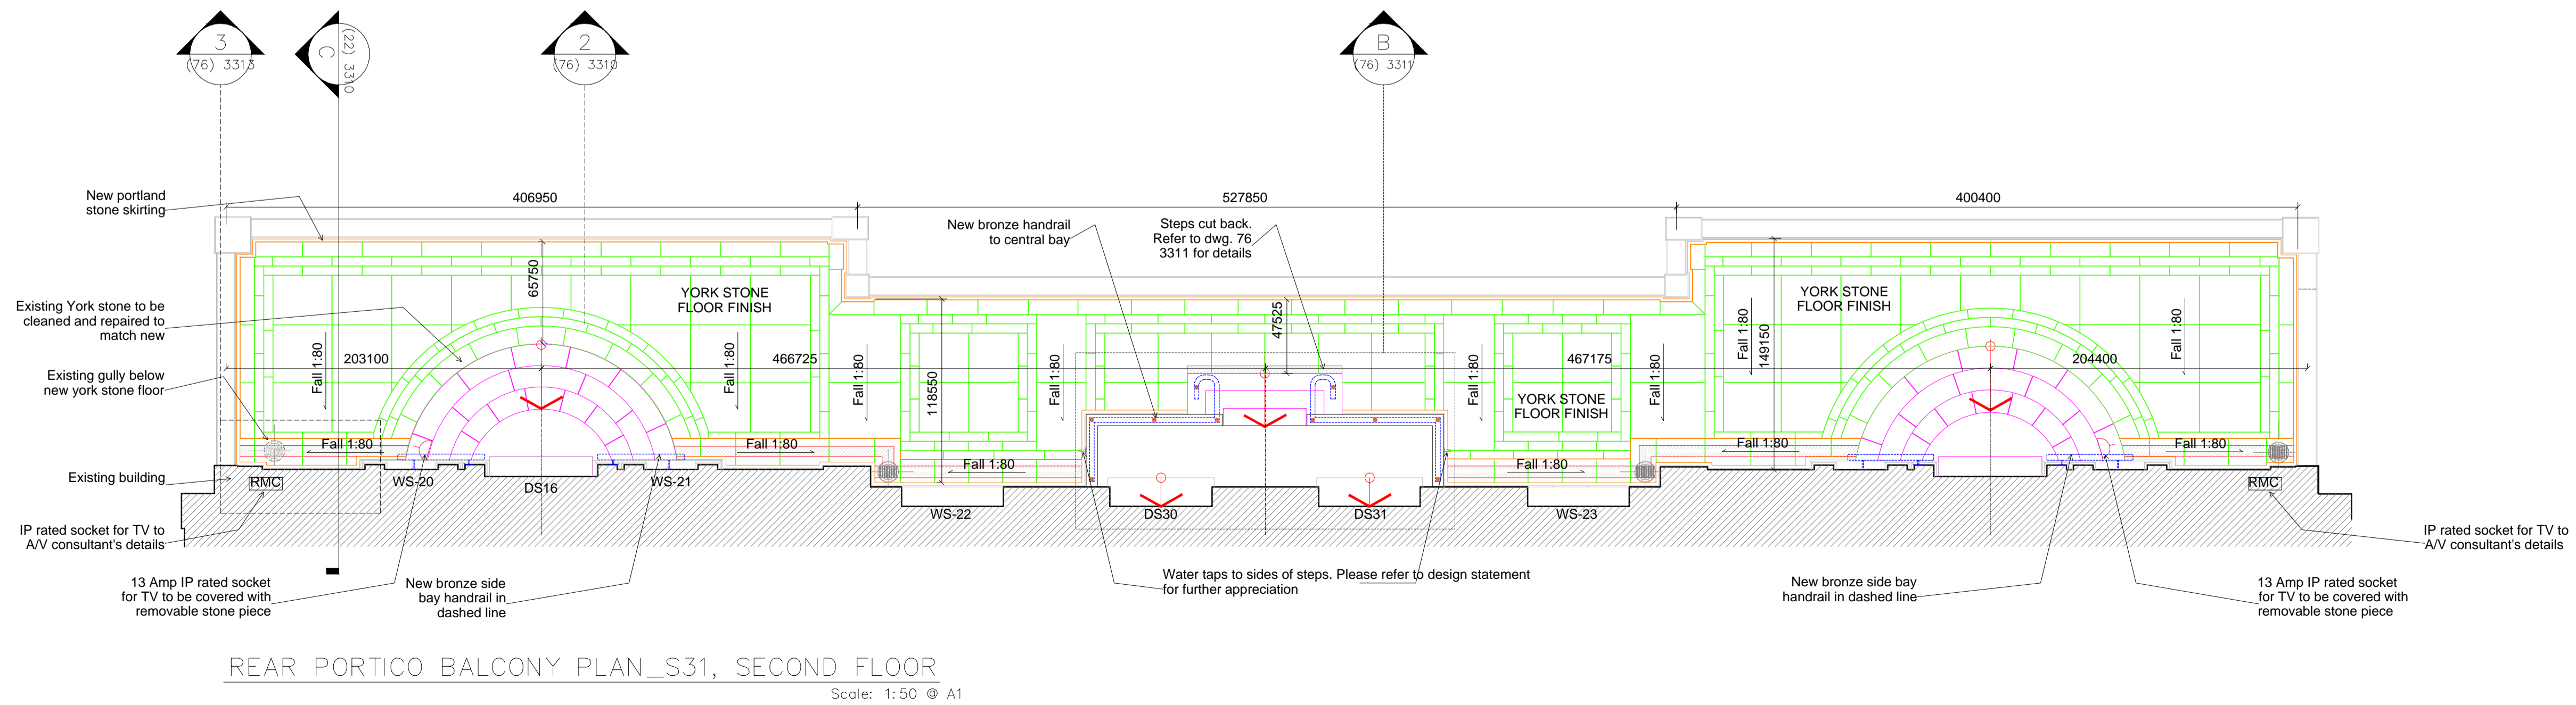 3
(76) 3313
C
(22) 3310
2
(76) 3310
B
(76) 3311
406950
527850
400400
New portland
stone skirting
New bronze handrail
to central bay
Steps cut back.
Refer to dwg. 76
3311 for details
65750
47525
118550
149150
YORK STONE
FLOOR FINISH
YORK STONE
FLOOR FINISH
YORK STONE
FLOOR FINISH
Existing York stone to be
cleaned and repaired to
match new
203100
466725
467175
204400
Fall 1:80
Fall 1:80
Fall 1:80
Fall 1:80
Fall 1:80
Fall 1:80
Fall 1:80
Fall 1:80
Existing gully below
new york stone floor
Fall 1:80
Fall 1:80
Fall 1:80
Fall 1:80
Fall 1:80
Fall 1:80
Existing building
RMC
WS-20
DS16
WS-21
WS-22
DS30
DS31
WS-23
RMC
IP rated socket for TV to
A/V consultant's details
IP rated socket for TV to
A/V consultant's details
13 Amp IP rated socket
for TV to be covered with
removable stone piece
New bronze side
bay handrail in
dashed line
Water taps to sides of steps. Please refer to design statement
for further appreciation
New bronze side bay
handrail in dashed line
13 Amp IP rated socket
for TV to be covered with
removable stone piece
REAR PORTICO BALCONY PLAN_S31, SECOND FLOOR
Scale: 1:50 @ A1